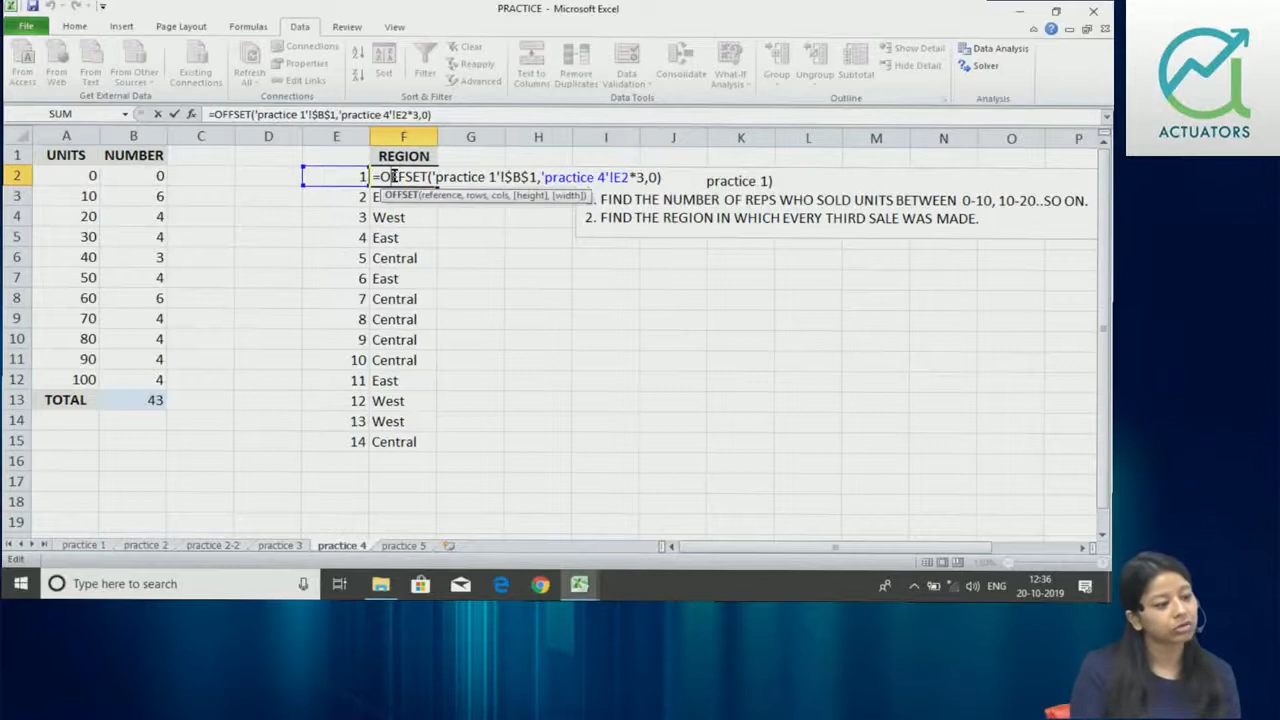 PRACTICE - Microsoft Excel
File Home Insert Page Layout Formulas Data Review View
From Access
From Web
From Text
From Other Sources
Existing Connections
Refresh All
Connections
Properties
Edit Links
Sort
Filter
Clear
Reapply
Advanced
Text to Columns
Remove Duplicates
Data Validation
Consolidate
What-If Analysis
Group
Ungroup
Subtotal
Show Detail
Hide Detail
Data Analysis
Solver
Get External Data Connections Sort & Filter Data Tools Outline Analysis
ACTUATORS
SUM fx =OFFSET('practice 1'!$B$1,'practice 4'!E2*3,0)
A B C D E F G H I J K L M N O P
1 UNITS NUMBER REGION
2 0 0 1 =OFFSET('practice 1'!$B$1,'practice 4'!E2*3,0) practice 1)
OFFSET(reference, rows, cols, [height], [width])
3 10 6 2 E . FIND THE NUMBER OF REPS WHO SOLD UNITS BETWEEN 0-10, 10-20..SO ON.
4 20 4 3 West 2. FIND THE REGION IN WHICH EVERY THIRD SALE WAS MADE.
5 30 4 4 East
6 40 3 5 Central
7 50 4 6 East
8 60 6 7 Central
9 70 4 8 Central
10 80 4 9 Central
11 90 4 10 Central
12 100 4 11 East
13 TOTAL 43 12 West
14 13 West
15 14 Central
16
17
18
19
practice 1 practice 2 practice 2-2 practice 3 practice 4 practice 5
Edit
Type here to search
ENG
12:36
20-10-2019